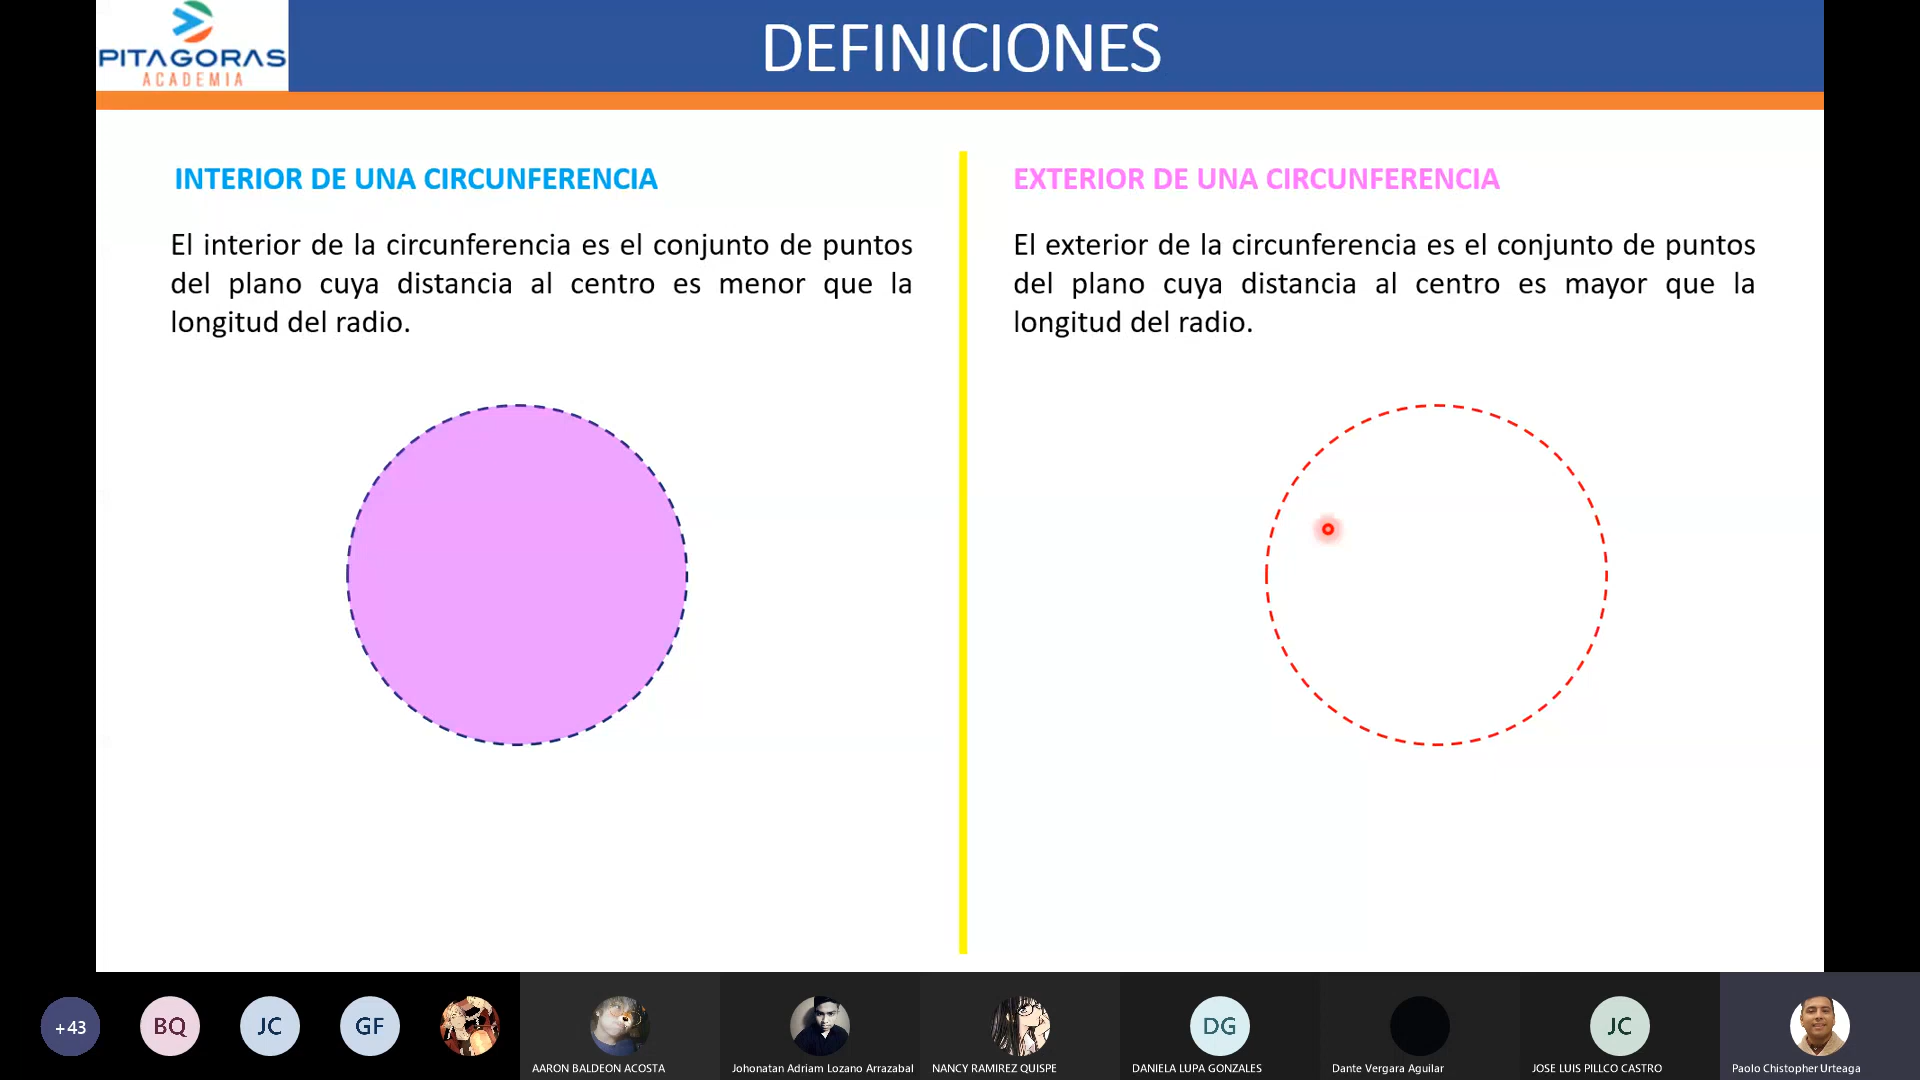 PITAGORAS
ACADEMIA
DEFINICIONES
INTERIOR DE UNA CIRCUNFERENCIA
El interior de la circunferencia es el conjunto de puntos
del plano cuya distancia al centro es menor que la
longitud del radio.
EXTERIOR DE UNA CIRCUNFERENCIA
El exterior de la circunferencia es el conjunto de puntos
del plano cuya distancia al centro es mayor que la
longitud del radio.
+43
BQ
JC
GF
AARON BALDEON ACOSTA
Johonatan Adriam Lozano Arrazabal
NANCY RAMIREZ QUISPE
DG
DANIELA LUPA GONZALES
Dante Vergara Aguilar
JC
JOSE LUIS PILLCO CASTRO
Paolo Chistopher Urteaga